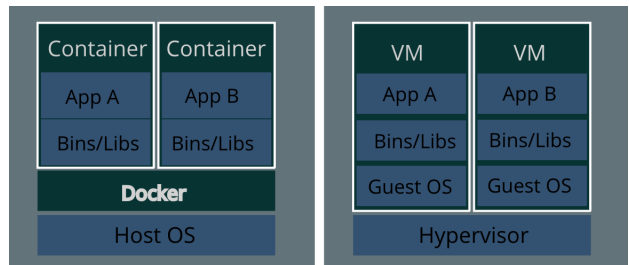 Container Container
App A App B
Bins/Libs Bins/Libs
Docker
Host OS
VM VM
App A App B
Bins/Libs Bins/Libs
Guest OS Guest OS
Hypervisor